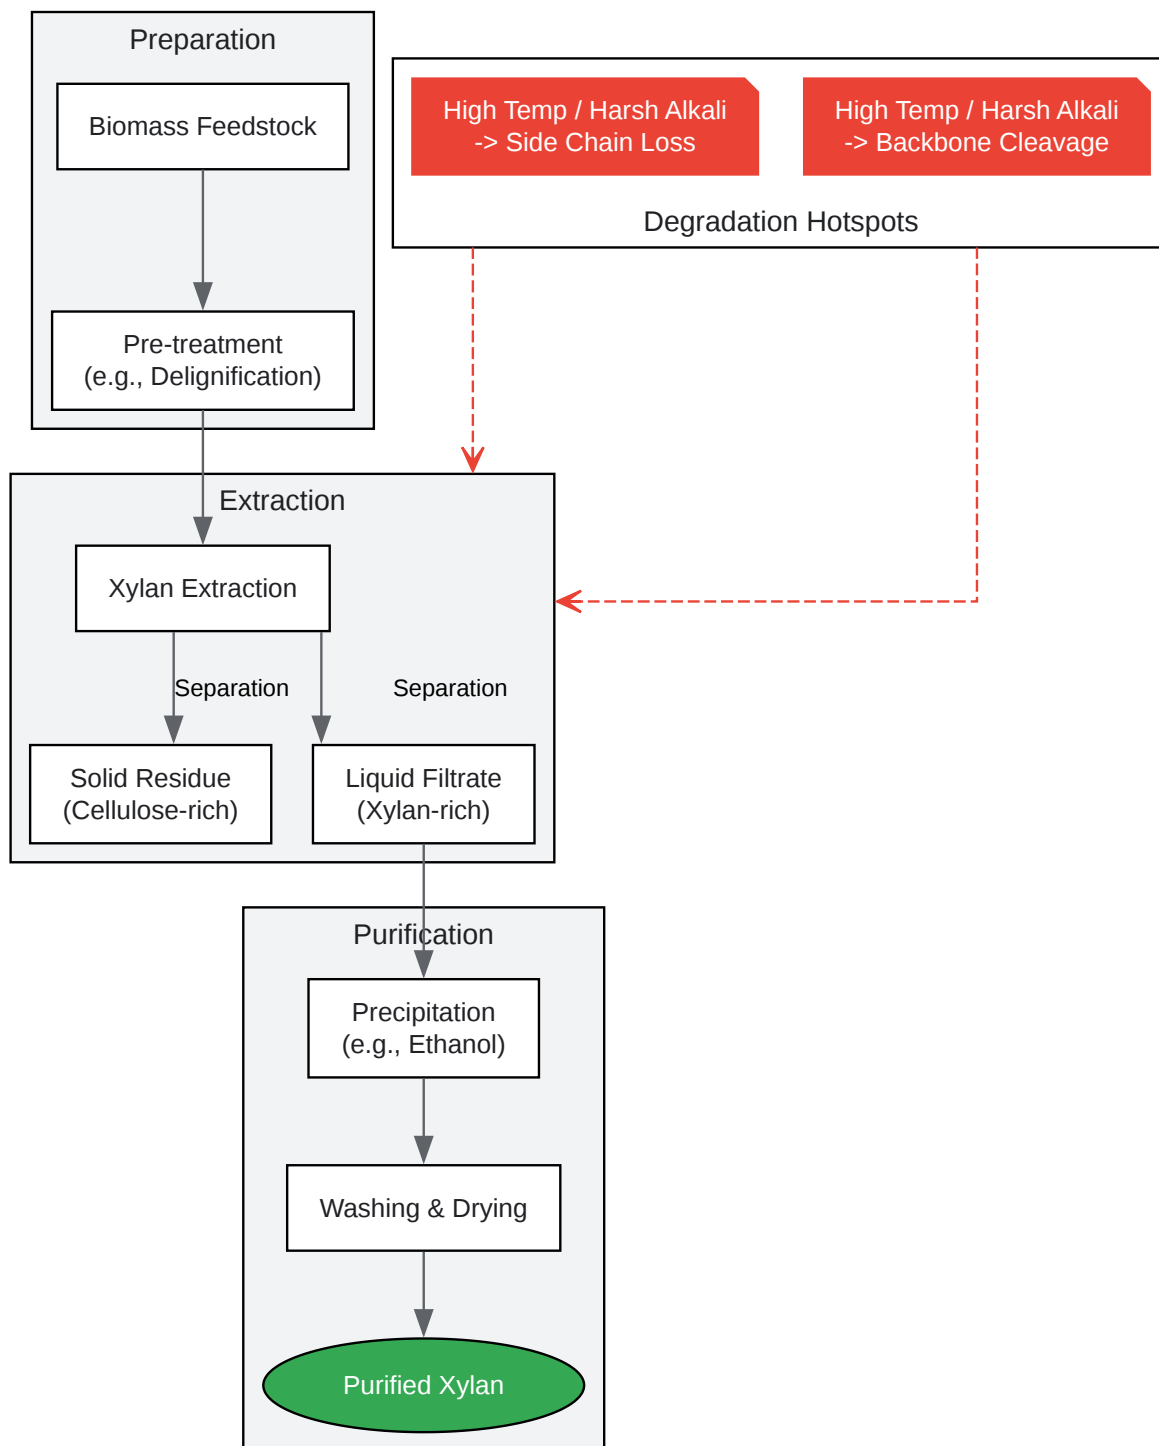 Preparation
Biomass Feedstock
Pre-treatment
(e.g., Delignification)
High Temp / Harsh Alkali
-> Side Chain Loss
High Temp / Harsh Alkali
-> Backbone Cleavage
Degradation Hotspots
Extraction
Xylan Extraction
Separation
Separation
Solid Residue
(Cellulose-rich)
Liquid Filtrate
(Xylan-rich)
Purification
Precipitation
(e.g., Ethanol)
Washing & Drying
Purified Xylan